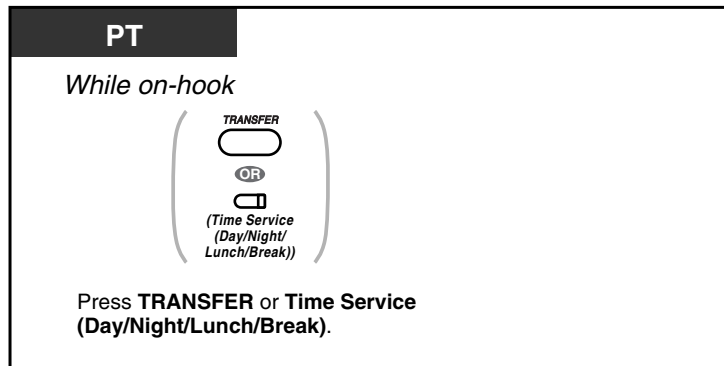 PT
While on-hook
TRANSFER
OR
(Time Service
(Day/Night/
Lunch/Break))
Press TRANSFER or Time Service
(Day/Night/Lunch/Break).